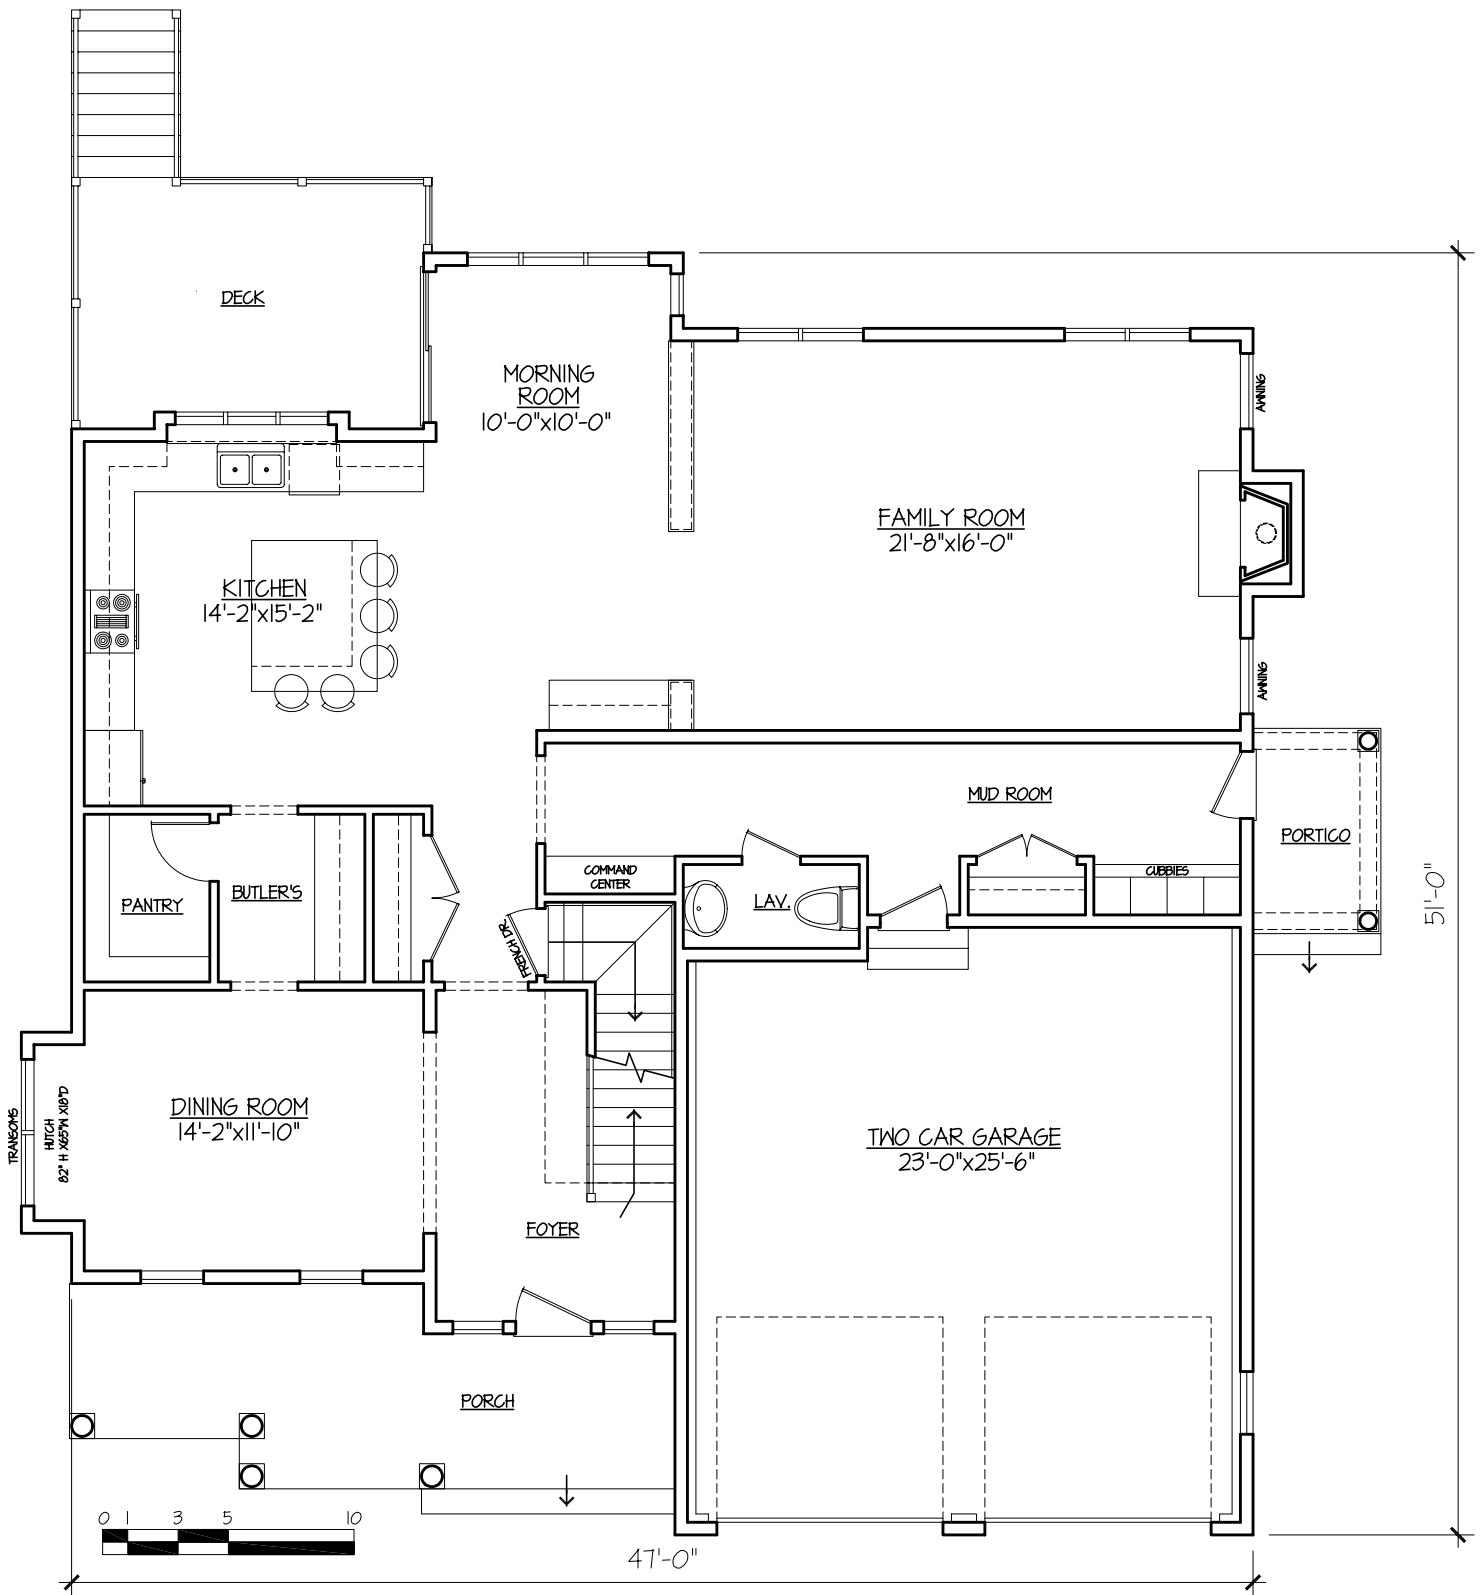 DECK
MORNING
ROOM
10'-0"x10'-0"
AWNING
FAMILY ROOM
21'-8"x16'-0"
KITCHEN
14'-2"x15'-2"
AWNING
MUD ROOM
PORTICO
COMMAND
CENTER
CUBBIES
LAV.
PANTRY
BUTLER'S
51'-0"
FRENCH DR.
TRANSOMS
HUTCH
82" H X65"W X18"D
DINING ROOM
14'-2"x11'-10"
TWO CAR GARAGE
23'-0"x25'-6"
FOYER
PORCH
0 1 3 5 10
47'-0"